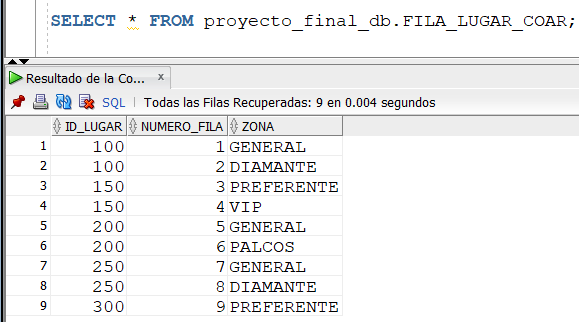 SELECT * FROM proyecto_final_db.FILA_LUGAR_COAR;
Resultado de la Co... x
SQL | Todas las Filas Recuperadas: 9 en 0.004 segundos
ID_LUGAR NUMERO_FILA ZONA
1 100 1 GENERAL
2 100 2 DIAMANTE
3 150 3 PREFERENTE
4 150 4 VIP
5 200 5 GENERAL
6 200 6 PALCOS
7 250 7 GENERAL
8 250 8 DIAMANTE
9 300 9 PREFERENTE